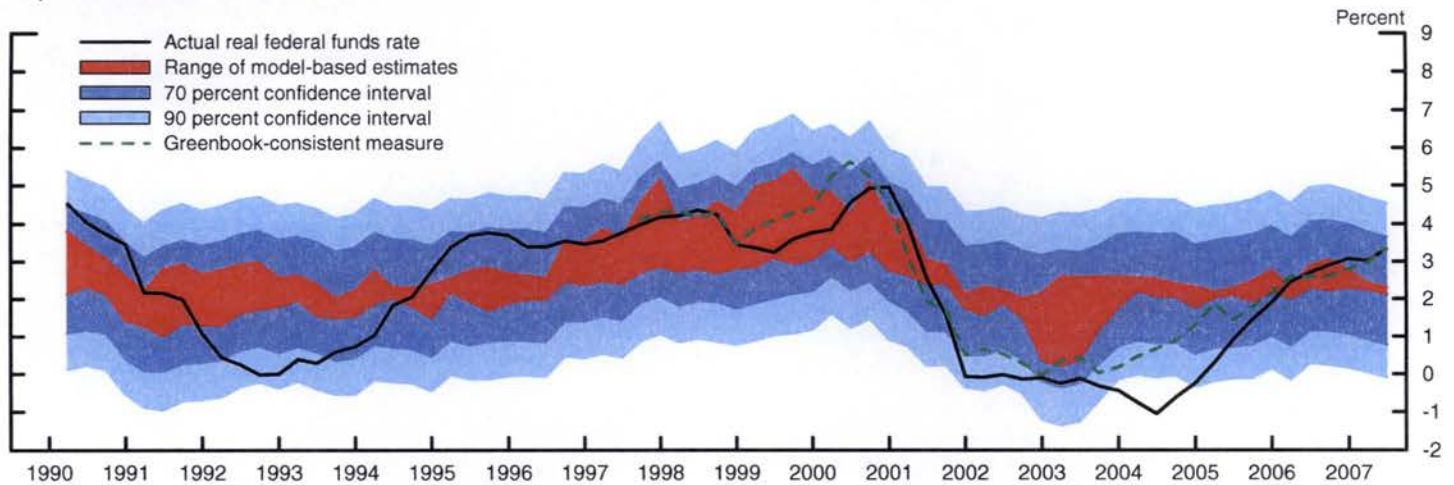 Percent
Actual real federal funds rate
Range of model-based estimates
70 percent confidence interval
90 percent confidence interval
Greenbook-consistent measure
9
8
7
6
5
4
3
2
1
0
-1
-2
1990 1991 1992 1993 1994 1995 1996 1997 1998 1999 2000 2001 2002 2003 2004 2005 2006 2007